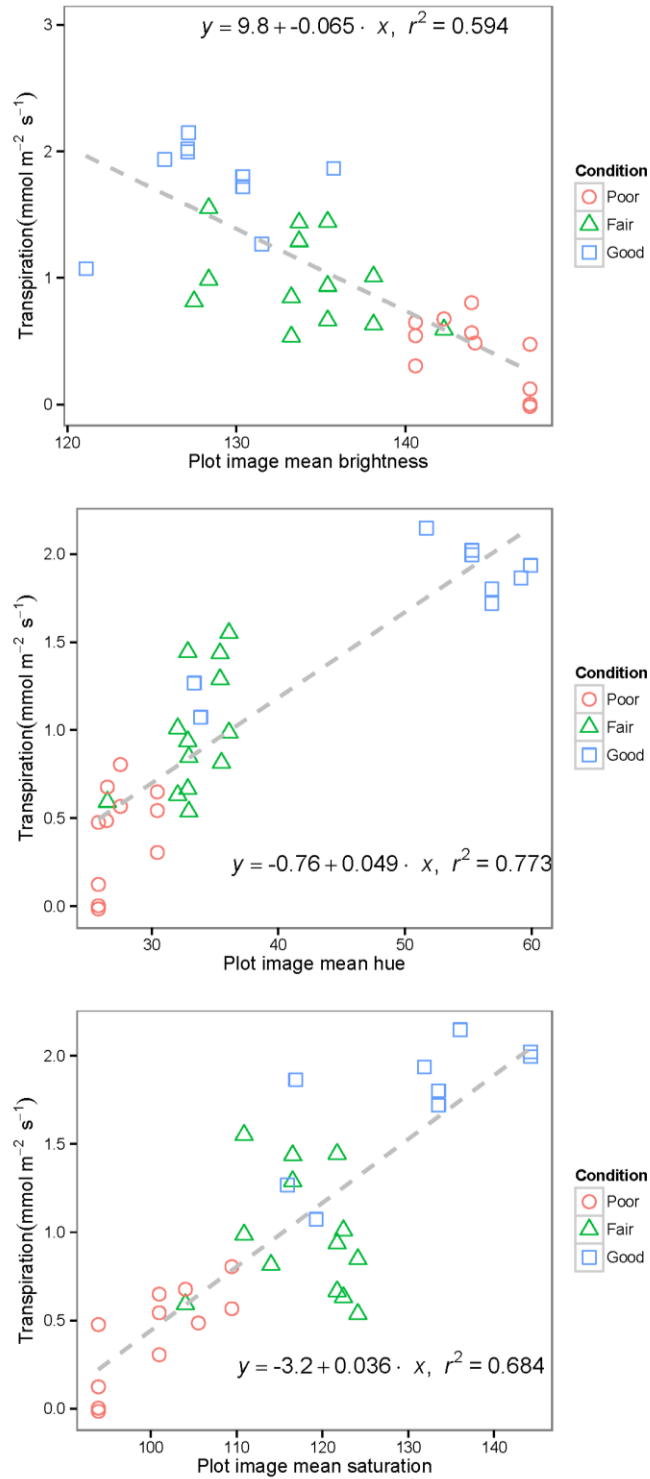 y = 9.8 + -0.065 · x, r² = 0.594
3
2
1
0
120 130 140
Transpiration(mmol m⁻² s⁻¹)
Plot image mean brightness
Condition
Poor
Fair
Good
2.0
1.5
1.0
0.5
0.0
y = -0.76 + 0.049 · x, r² = 0.773
30 40 50 60
Transpiration(mmol m⁻² s⁻¹)
Plot image mean hue
Condition
Poor
Fair
Good
2.0
1.5
1.0
0.5
0.0
y = -3.2 + 0.036 · x, r² = 0.684
100 110 120 130 140
Transpiration(mmol m⁻² s⁻¹)
Plot image mean saturation
Condition
Poor
Fair
Good